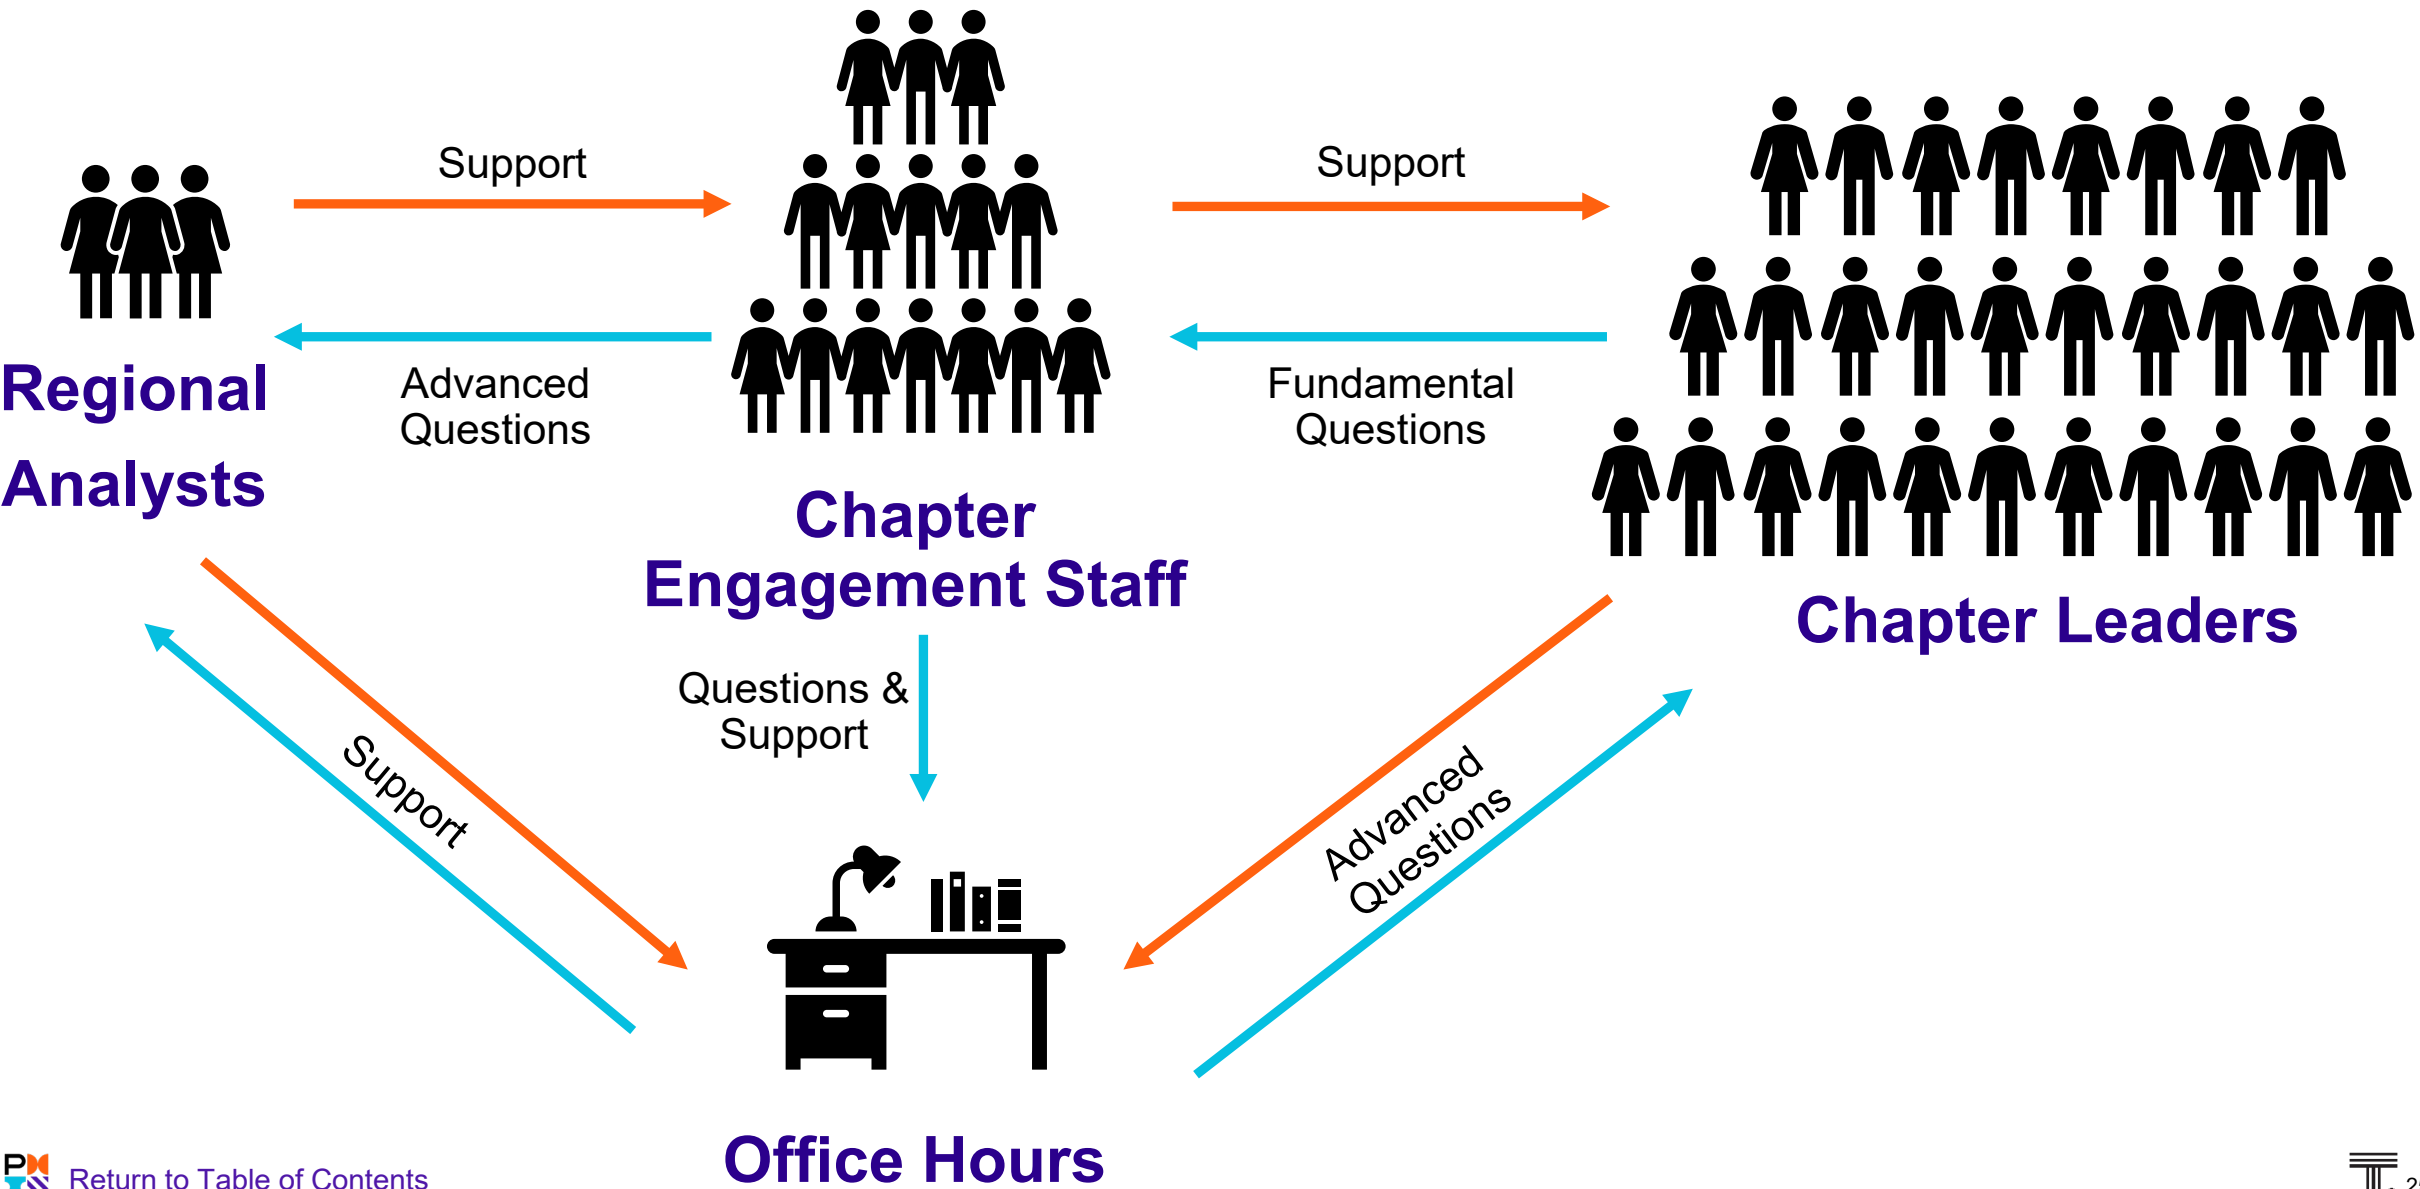 Support
Support
Regional
Analysts
Advanced
Questions
Fundamental
Questions
Chapter
Engagement Staff
Chapter Leaders
Questions &
Support
Support
Advanced
Questions
Office Hours
Return to Table of Contents